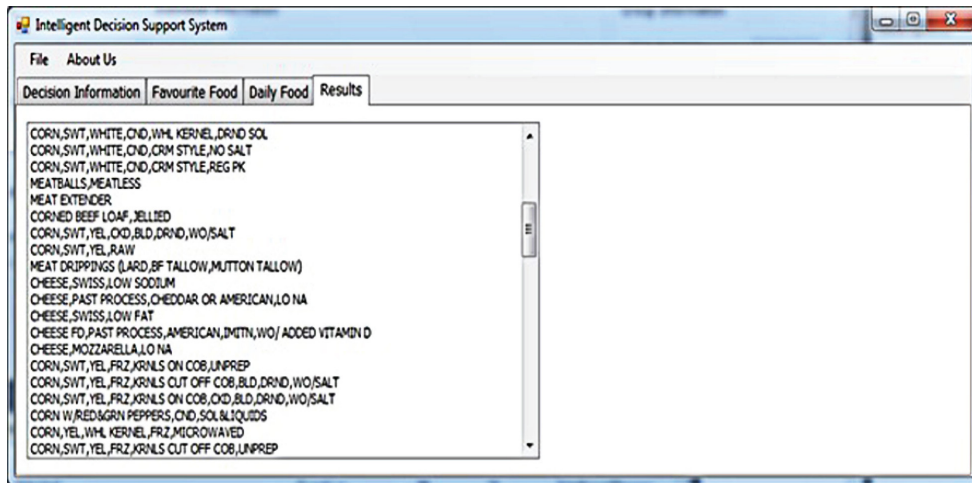 Intelligent Decision Support System
File About Us
Decision Information Favourite Food Daily Food Results
CORN,SWT,WHITE,CND,WHL KERNEL,DRND SOL
CORN,SWT,WHITE,CND,CRM STYLE,NO SALT
CORN,SWT,WHITE,CND,CRM STYLE,REG PK
MEATBALLS,MEATLESS
MEAT EXTENDER
CORNED BEEF LOAF,JELLIED
CORN,SWT,YEL,CKD,BLD,DRND,WO/SALT
CORN,SWT,YEL,RAW
MEAT DRIPPINGS (LARD,BF TALLOW,MUTTON TALLOW)
CHEESE,SWISS,LOW SODIUM
CHEESE,PAST PROCESS,CHEDDAR OR AMERICAN,LO NA
CHEESE,SWISS,LOW FAT
CHEESE FD,PAST PROCESS,AMERICAN,IMITN,WO/ ADDED VITAMIN D
CHEESE,MOZZARELLA,LO NA
CORN,SWT,YEL,FRZ,KRNLS ON COB,UNPREP
CORN,SWT,YEL,FRZ,KRNLS CUT OFF COB,BLD,DRND,WO/SALT
CORN,SWT,YEL,FRZ,KRNLS ON COB,CKD,BLD,DRND,WO/SALT
CORN W/RED&GRN PEPPERS,CND,SOL&LIQUIDS
CORN,YEL,WHL KERNEL,FRZ,MICROWAVED
CORN,SWT,YEL,FRZ,KRNLS CUT OFF COB,UNPREP